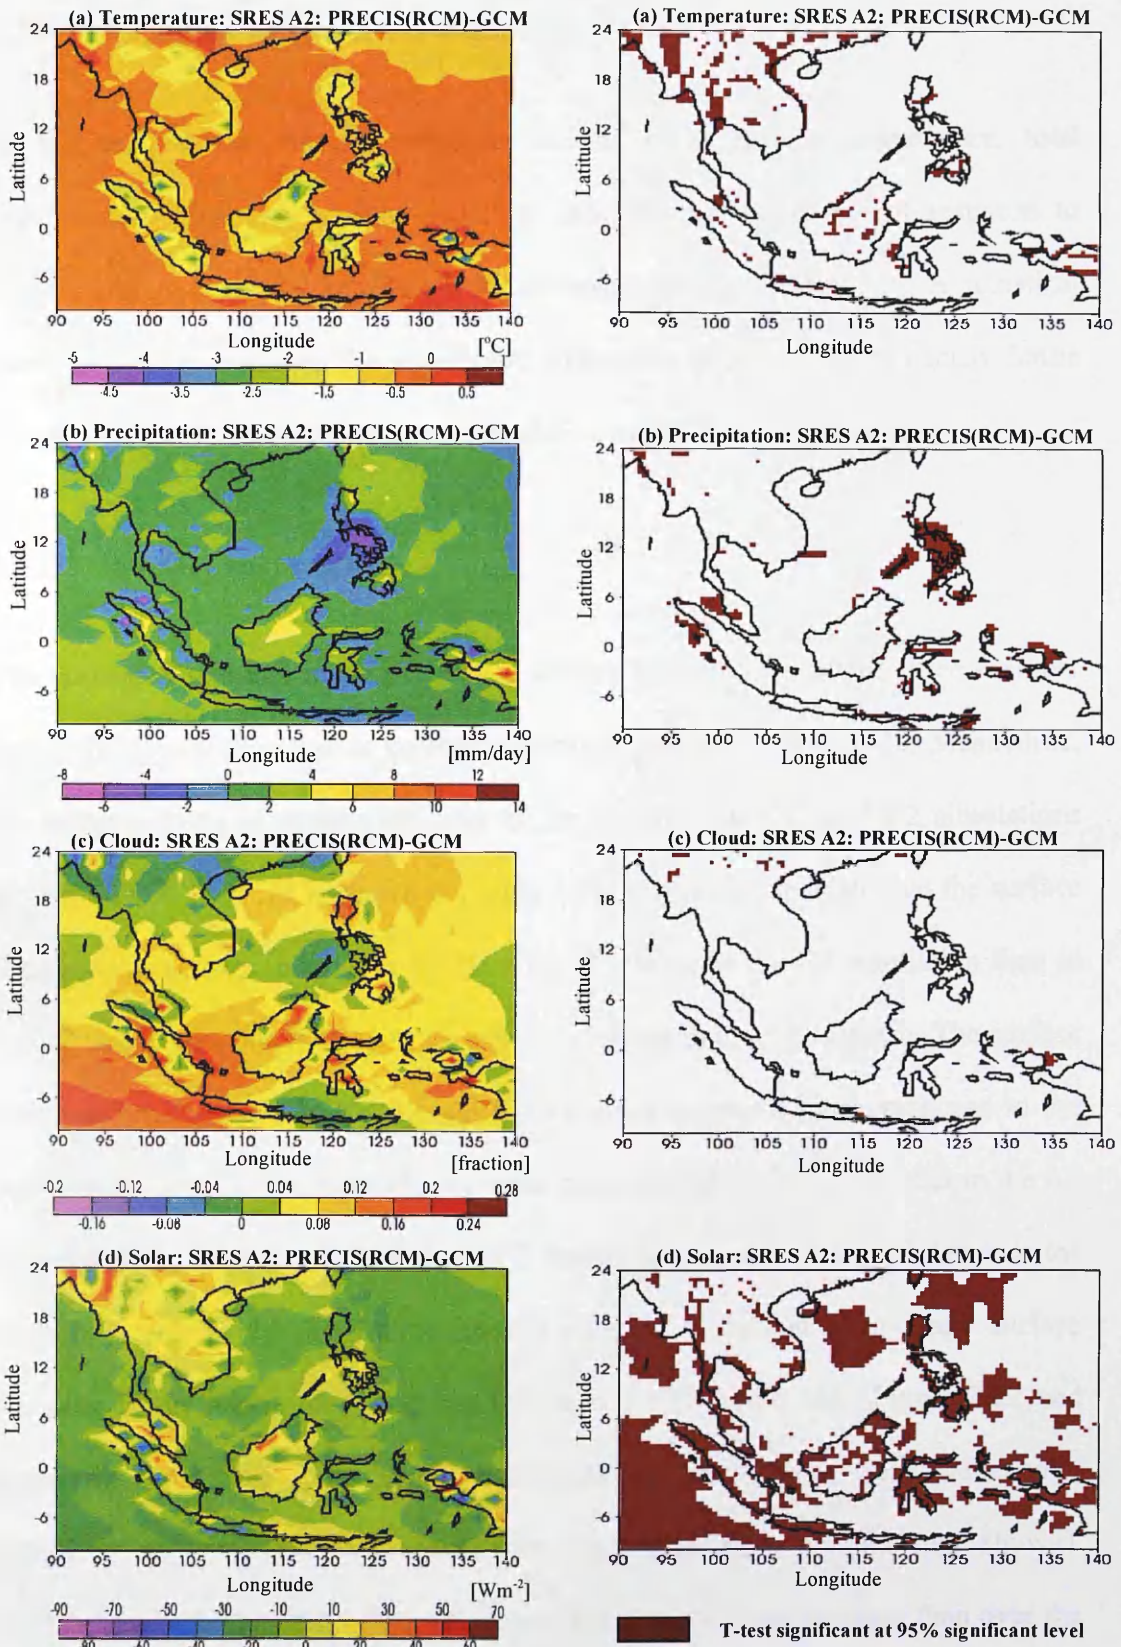 (a) Temperature: SRES A2: PRECIS(RCM)-GCM
24
18
12
6
0
-6
Latitude
90 95 100 105 110 115 120 125 130 135 140
Longitude [°C]
-5 -4 -3 -2 -1 0 1
-4.5 -3.5 -2.5 -1.5 -0.5 0.5
(a) Temperature: SRES A2: PRECIS(RCM)-GCM
24
18
12
6
0
-6
Latitude
90 95 100 105 110 115 120 125 130 135 140
Longitude
(b) Precipitation: SRES A2: PRECIS(RCM)-GCM
24
18
12
6
0
-6
Latitude
90 95 100 105 110 115 120 125 130 135 140
Longitude [mm/day]
-8 -4 0 4 8 12
-6 -2 2 6 10 14
(b) Precipitation: SRES A2: PRECIS(RCM)-GCM
24
18
12
6
0
-6
Latitude
90 95 100 105 110 115 120 125 130 135 140
Longitude
(c) Cloud: SRES A2: PRECIS(RCM)-GCM
24
18
12
6
0
-6
Latitude
90 95 100 105 110 115 120 125 130 135 140
Longitude [fraction]
-0.2 -0.12 -0.04 0.04 0.12 0.2 0.28
-0.16 -0.08 0 0.08 0.16 0.24
(c) Cloud: SRES A2: PRECIS(RCM)-GCM
24
18
12
6
0
-6
Latitude
90 95 100 105 110 115 120 125 130 135 140
Longitude
(d) Solar: SRES A2: PRECIS(RCM)-GCM
24
18
12
6
0
-6
Latitude
90 95 100 105 110 115 120 125 130 135 140
Longitude [Wm-2]
-90 -70 -50 -30 -10 10 30 50 70
(d) Solar: SRES A2: PRECIS(RCM)-GCM
24
18
12
6
0
-6
Latitude
90 95 100 105 110 115 120 125 130 135 140
Longitude
T-test significant at 95% significant level